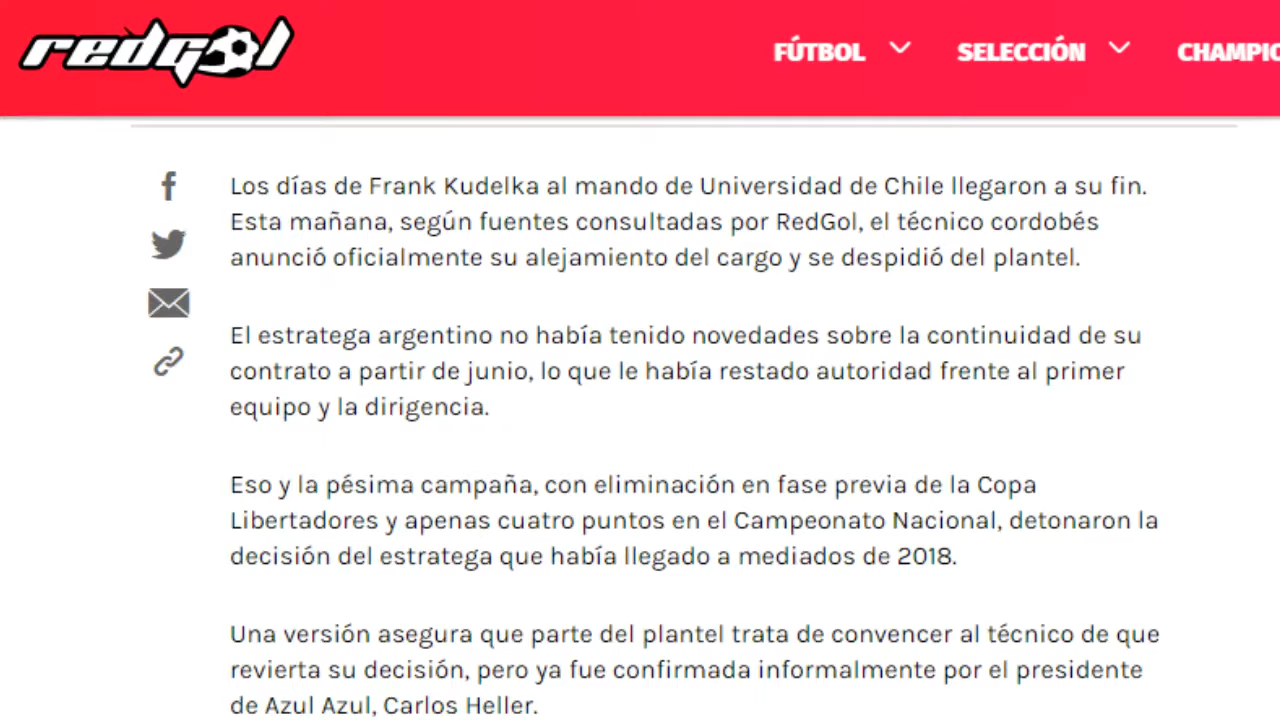 redgol
FÚTBOL
SELECCIÓN
CHAMPIO
Los días de Frank Kudelka al mando de Universidad de Chile llegaron a su fin.
Esta mañana, según fuentes consultadas por RedGol, el técnico cordobés
anunció oficialmente su alejamiento del cargo y se despidió del plantel.
El estratega argentino no había tenido novedades sobre la continuidad de su
contrato a partir de junio, lo que le había restado autoridad frente al primer
equipo y la dirigencia.
Eso y la pésima campaña, con eliminación en fase previa de la Copa
Libertadores y apenas cuatro puntos en el Campeonato Nacional, detonaron la
decisión del estratega que había llegado a mediados de 2018.
Una versión asegura que parte del plantel trata de convencer al técnico de que
revierta su decisión, pero ya fue confirmada informalmente por el presidente
de Azul Azul, Carlos Heller.